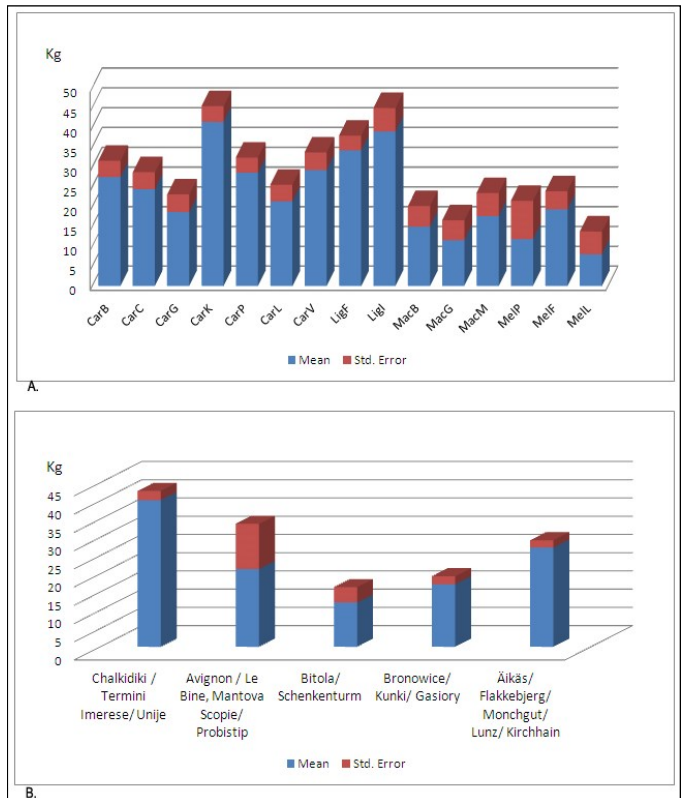 Kg
50
45
40
35
30
25
20
15
10
5
0
CarB CarC CarG CarK CarP CarL CarV LigF LigI MacB MacG MacM MelP MelF MelL
Mean Std. Error
A.
Kg
45
40
35
30
25
20
15
10
5
0
Chalkidiki / Avignon / Le Bitola/ Bronowice/ Äikäs/
Termini Bine, Mantova Schenkenturm Kunki/ Gasiory Flakkebjerg/
Imerese/ Unije Scopie/ Monchgut/
Probistip Lunz/ Kirchhain
Mean Std. Error
B.